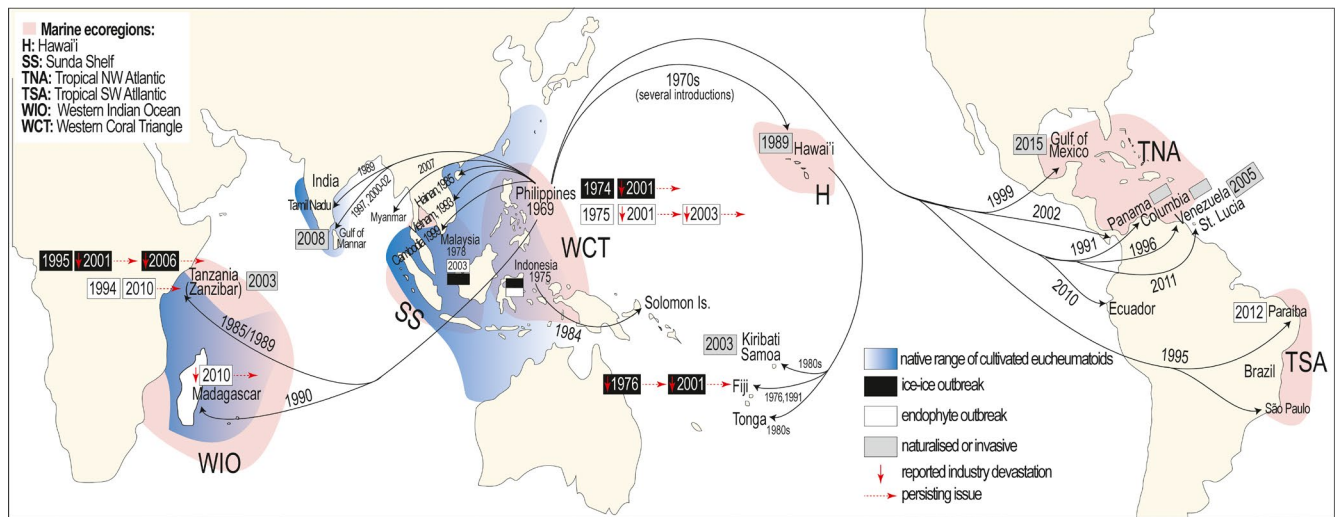 Marine ecoregions:
H: Hawai'i
SS: Sunda Shelf
TNA: Tropical NW Atlantic
TSA: Tropical SW Atlantic
WIO: Western Indian Ocean
WCT: Western Coral Triangle
1970s
(several introductions)
1989
Hawai'i
H
2015
Gulf of
Mexico
TNA
1999
2002
Panama
Columbia
Venezuela
2005
St. Lucia
1991
1996
2011
2010
Ecuador
2012
Paraiba
1995
Brazil
TSA
São Paulo
India
1989
2007
1997, 2000-02
Tamil Nadu
Myanmar
2008
Gulf of
Mannar
Hainan, 1985
Vietnam, 1993
Cambodia, 1999
Philippines
1969
1974
2001
1975
2001
2003
WCT
Malaysia
1978
2003
Indonesia
1975
SS
1984
Solomon Is.
1995
2001
2006
1994
2010
Tanzania
(Zanzibar)
2003
1985/1989
2010
Madagascar
1990
WIO
2003
Kiribati
Samoa
1980s
1976
2001
Fiji
1976,1991
Tonga
1980s
native range of cultivated eucheumatoids
ice-ice outbreak
endophyte outbreak
naturalised or invasive
reported industry devastation
persisting issue